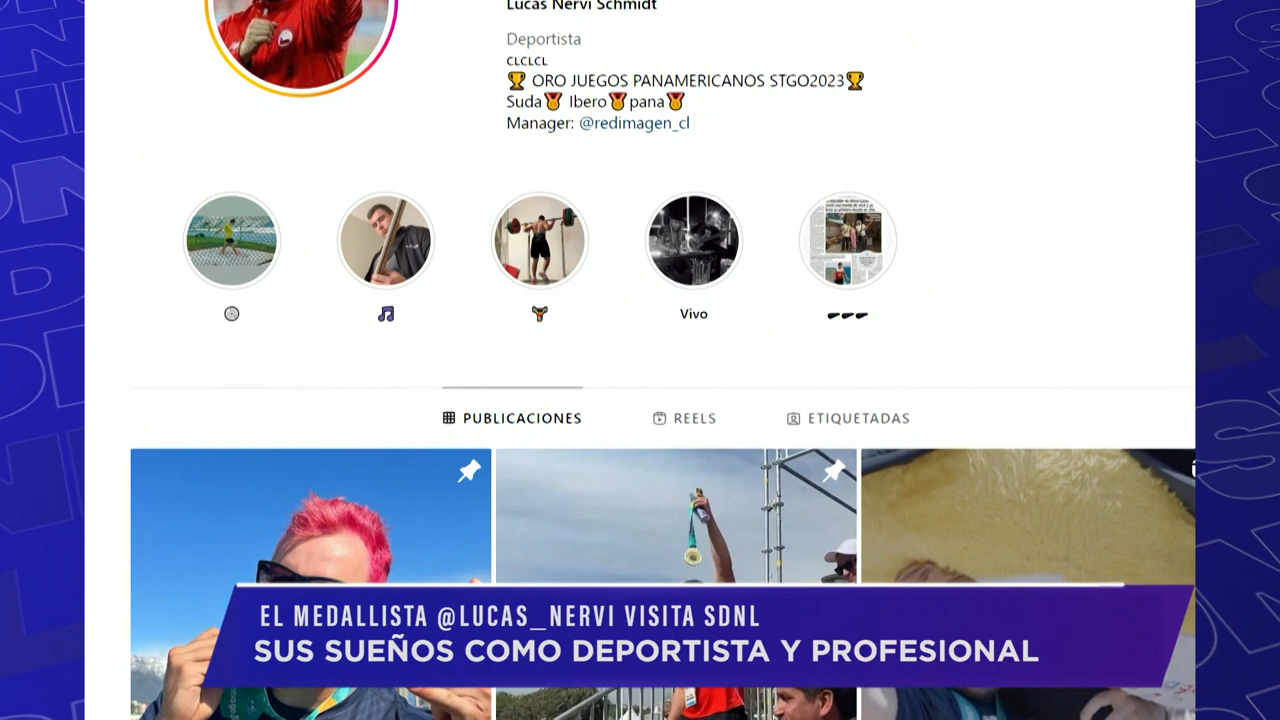 Lucas Nervi Schmidt
Deportista
CLCLCL
🏆 ORO JUEGOS PANAMERICANOS STGO2023🏆
Suda🏅 Ibero🏅pana🏅
Manager: @redimagen_cl
Vivo
PUBLICACIONES
REELS
ETIQUETADAS
EL MEDALLISTA @LUCAS_NERVI VISITA SDNL
SUS SUEÑOS COMO DEPORTISTA Y PROFESIONAL